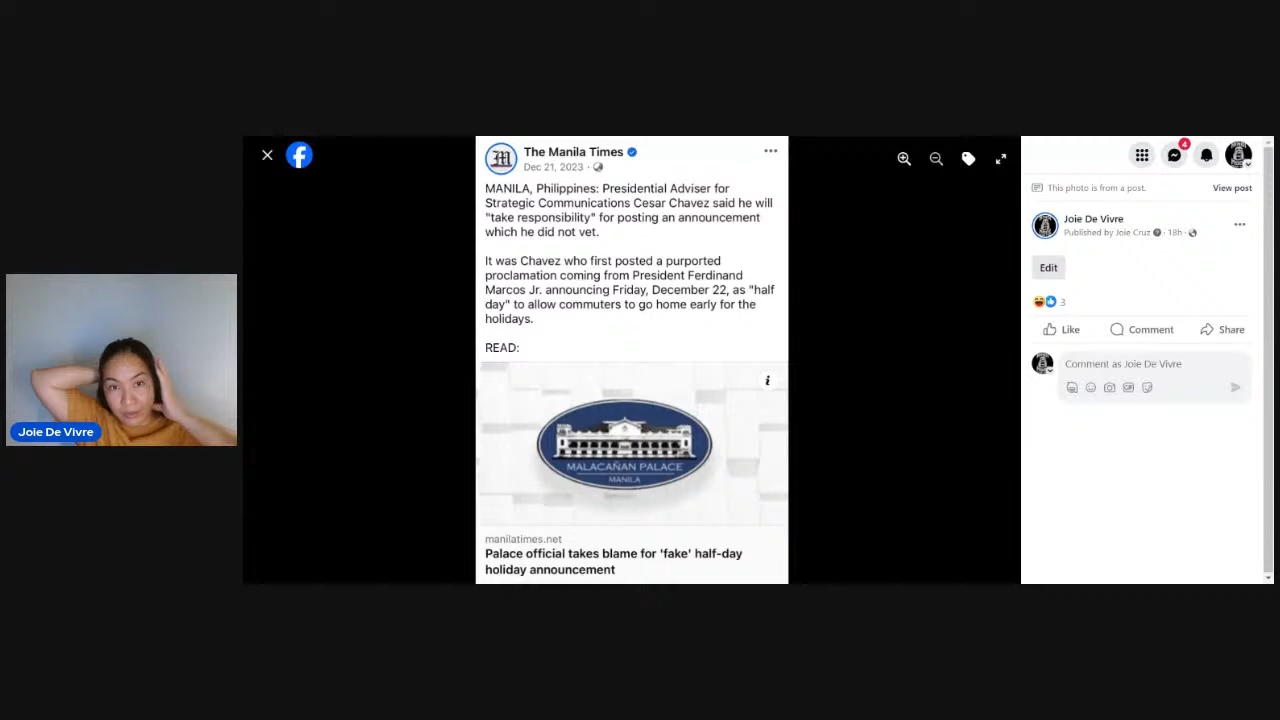 The Manila Times
Dec 21, 2023 ·
MANILA, Philippines: Presidential Adviser for
Strategic Communications Cesar Chavez said he will
"take responsibility" for posting an announcement
which he did not vet.
It was Chavez who first posted a purported
proclamation coming from President Ferdinand
Marcos Jr. announcing Friday, December 22, as "half
day" to allow commuters to go home early for the
holidays.
READ:
MALACAÑAN PALACE
MANILA
manilatimes.net
Palace official takes blame for 'fake' half-day
holiday announcement
4
This photo is from a post.
View post
Joie De Vivre
Published by Joie Cruz · 18h ·
Edit
3
Like Comment Share
Comment as Joie De Vivre
GIF
Joie De Vivre